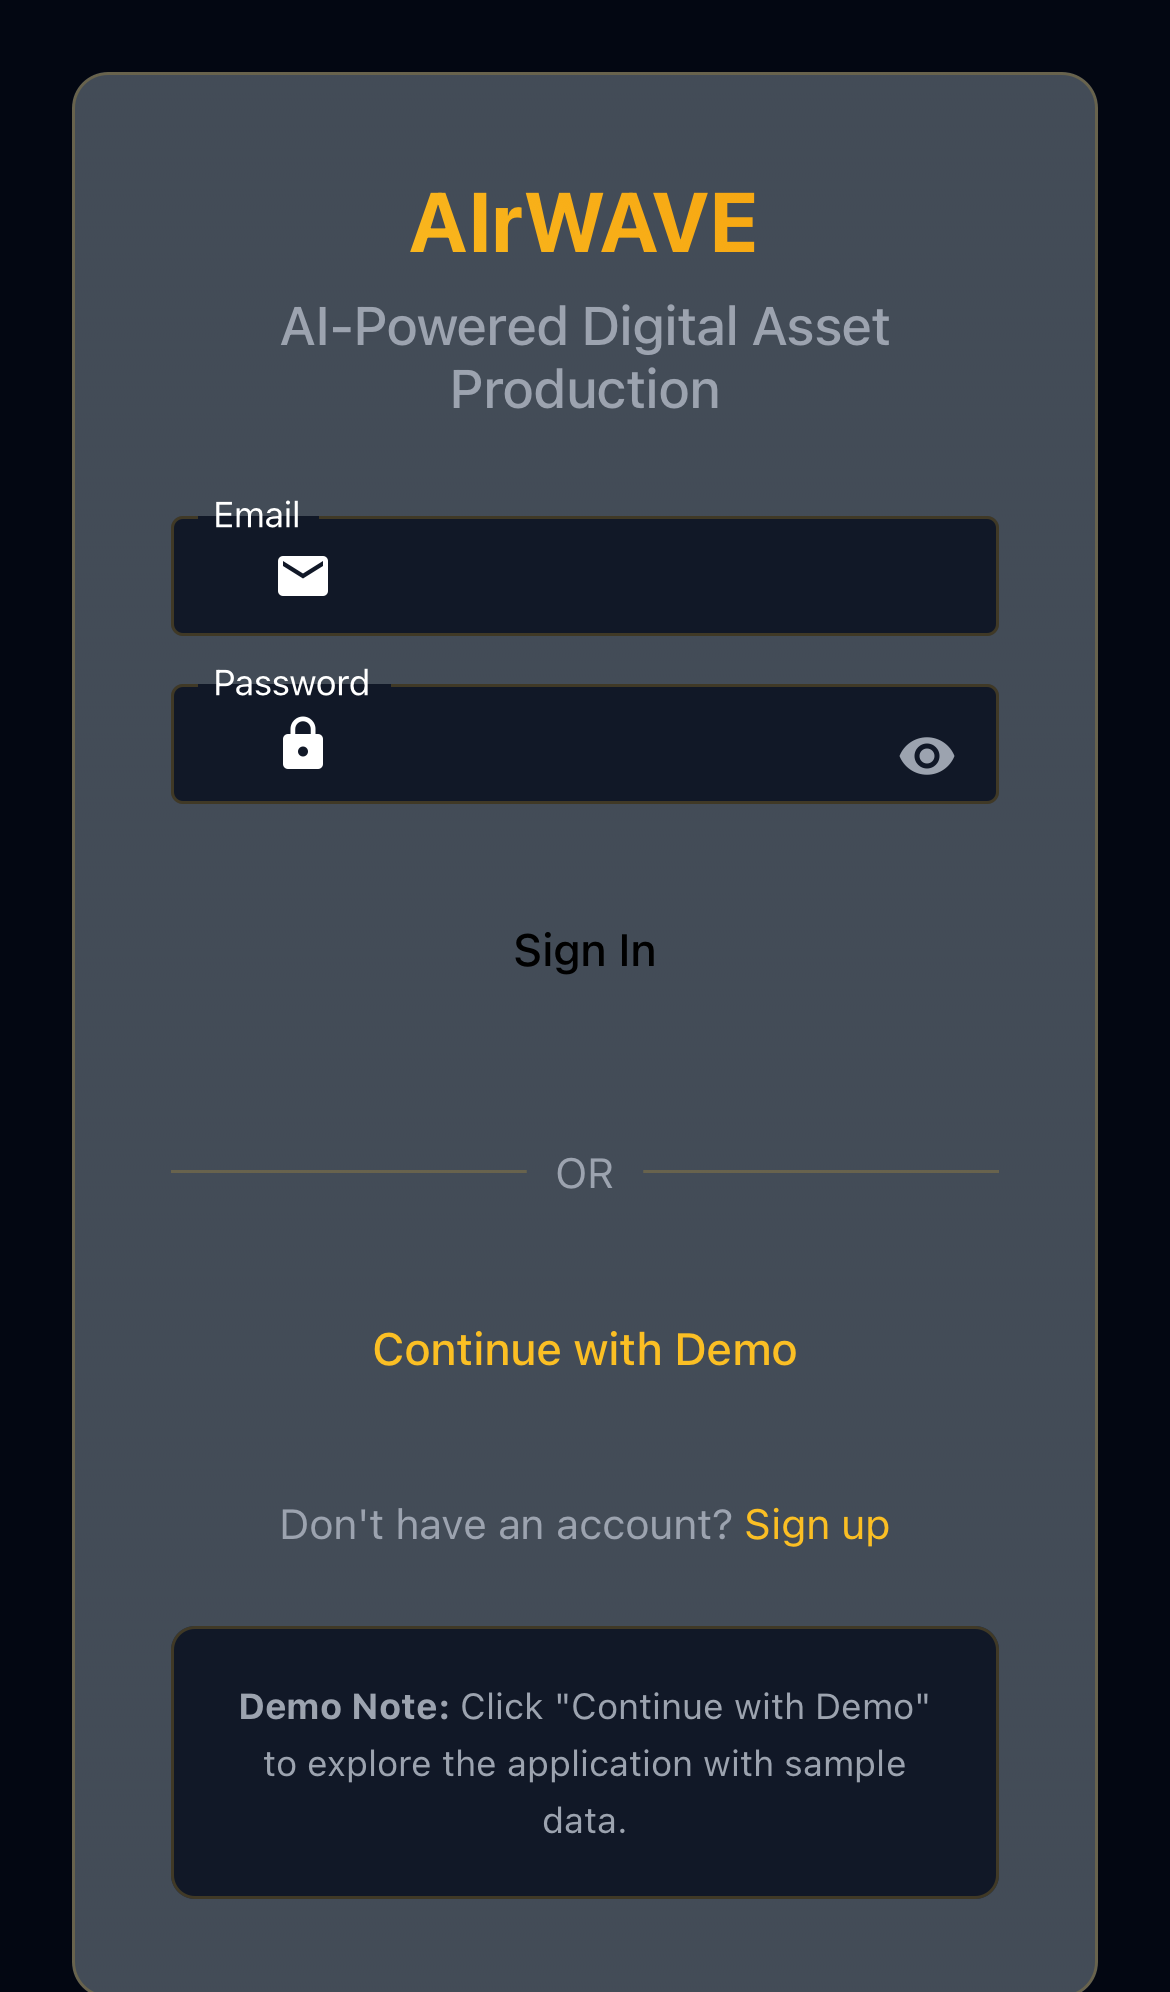 AIrWAVE
AI-Powered Digital Asset
Production
Email
Password
Sign In
OR
Continue with Demo
Don't have an account? Sign up
Demo Note: Click "Continue with Demo"
to explore the application with sample
data.